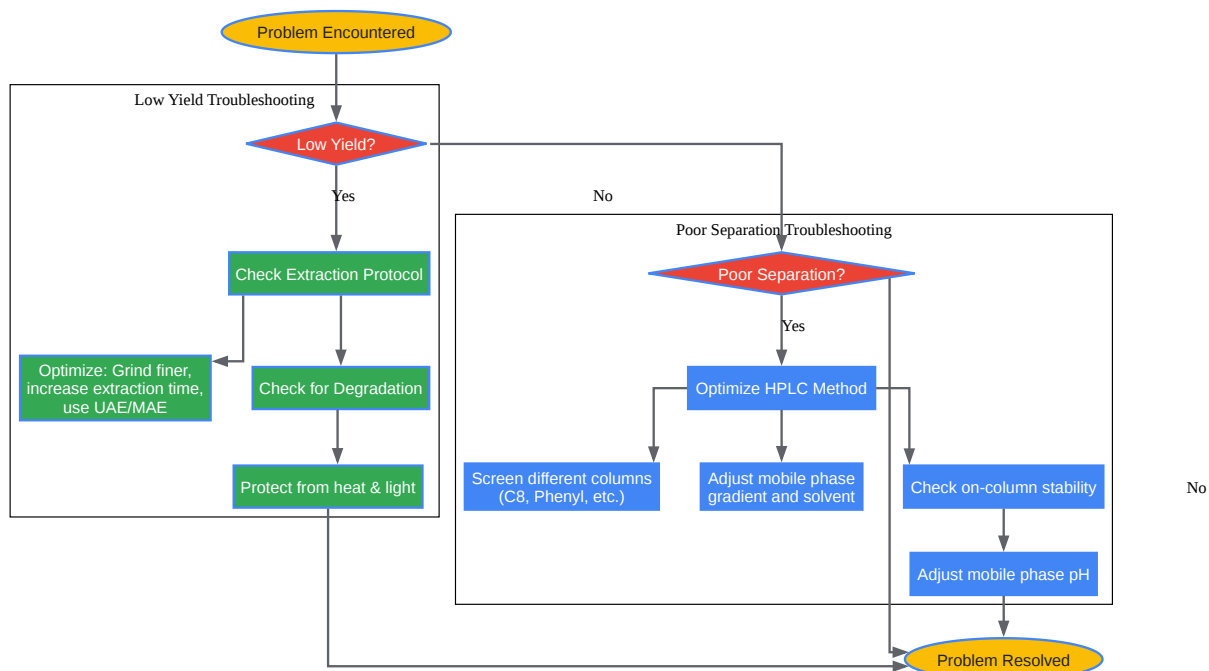 Problem Encountered
Low Yield Troubleshooting
Low Yield?
Yes
No
Poor Separation Troubleshooting
Check Extraction Protocol
Poor Separation?
Yes
Optimize: Grind finer,
increase extraction time,
use UAE/MAE
Check for Degradation
Optimize HPLC Method
Protect from heat & light
Screen different columns
(C8, Phenyl, etc.)
Adjust mobile phase
gradient and solvent
Check on-column stability
No
Adjust mobile phase pH
Problem Resolved